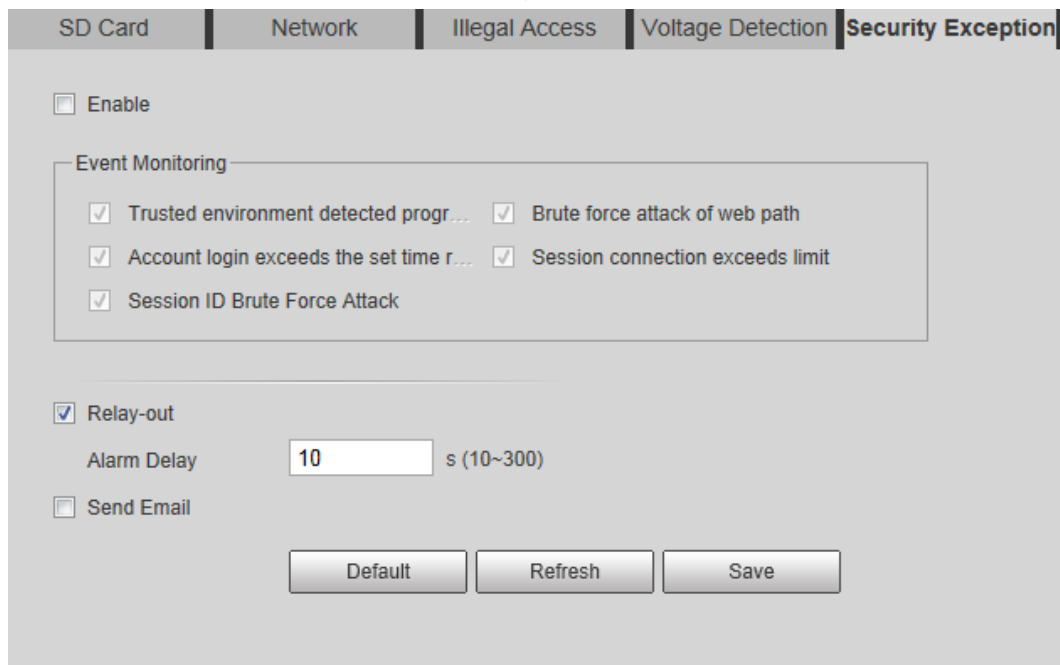 SD Card Network Illegal Access Voltage Detection Security Exception
Enable
Event Monitoring
Trusted environment detected progr... Brute force attack of web path
Account login exceeds the set time r... Session connection exceeds limit
Session ID Brute Force Attack
Relay-out
Alarm Delay 10 s (10~300)
Send Email
Default Refresh Save